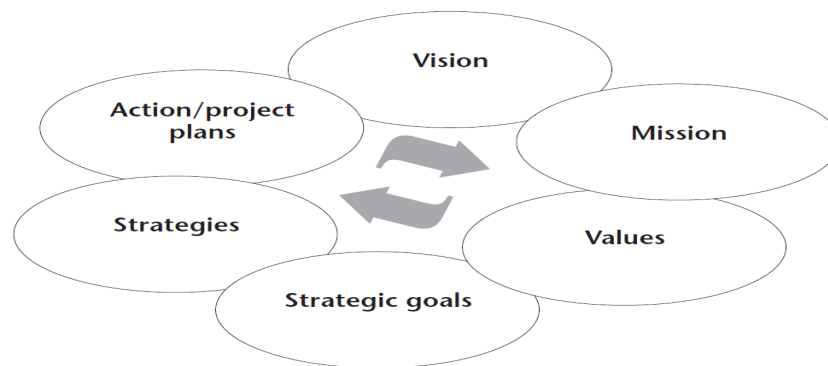 Vision
Mission
Values
Strategic goals
Strategies
Action/project
plans